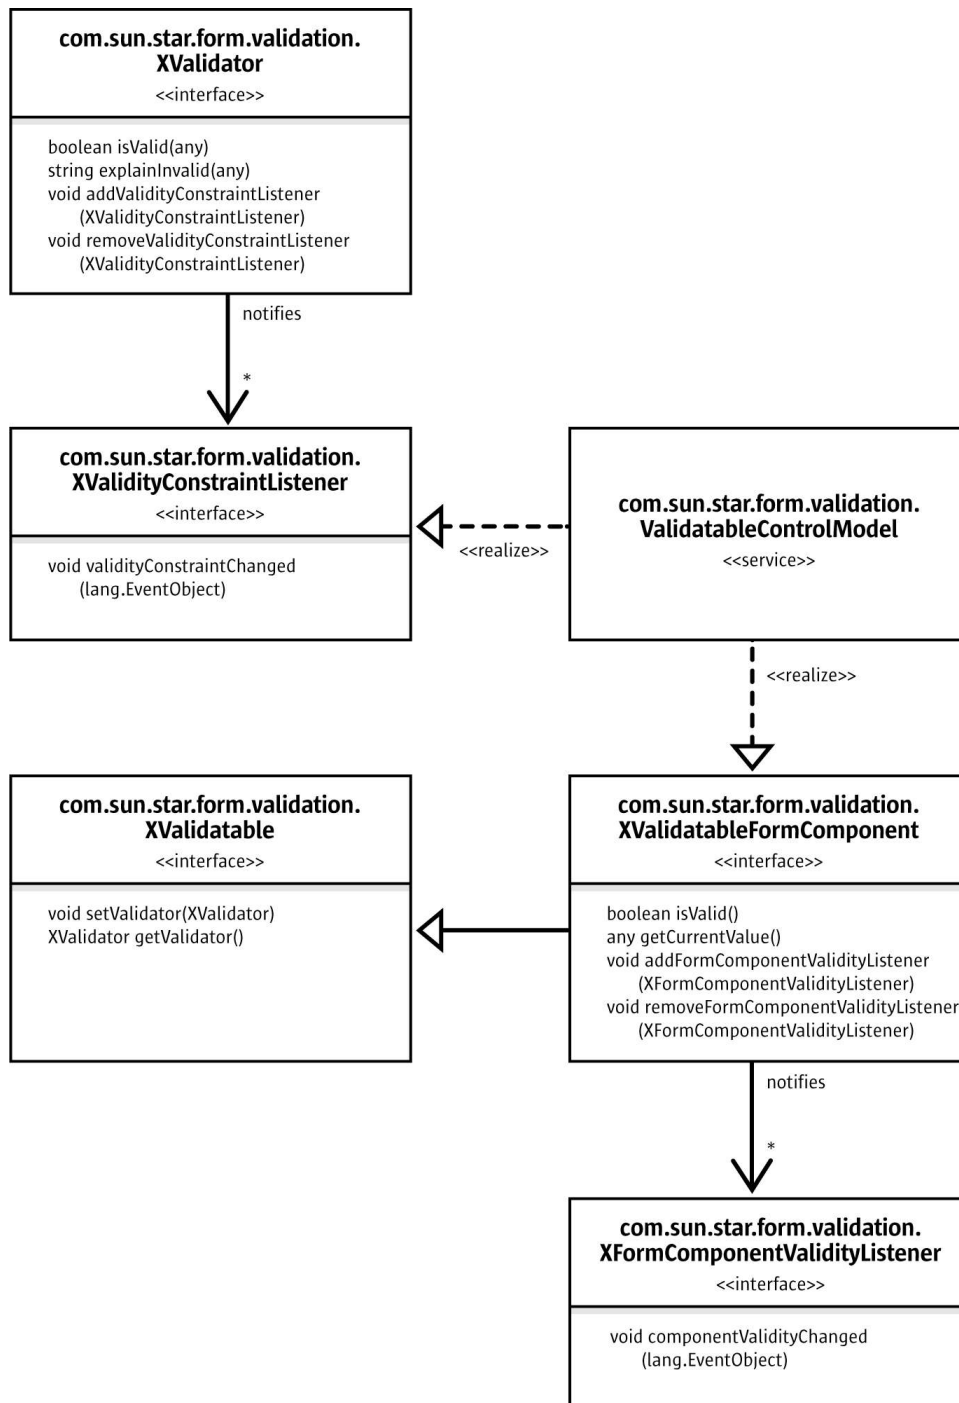 com.sun.star.form.validation.
XValidator
<<interface>>
boolean isValid(any)
string explainInvalid(any)
void addValidityConstraintListener
(XValidityConstraintListener)
void removeValidityConstraintListener
(XValidityConstraintListener)
notifies
*
com.sun.star.form.validation.
XValidityConstraintListener
<<interface>>
void validityConstraintChanged
(lang.EventObject)
<<realize>>
com.sun.star.form.validation.
ValidatableControlModel
<<service>>
<<realize>>
com.sun.star.form.validation.
XValidatable
<<interface>>
void setValidator(XValidator)
XValidator getValidator()
com.sun.star.form.validation.
XValidatableFormComponent
<<interface>>
boolean isValid()
any getCurrentValue()
void addFormComponentValidityListener
(XFormComponentValidityListener)
void removeFormComponentValidityListener
(XFormComponentValidityListener)
notifies
*
com.sun.star.form.validation.
XFormComponentValidityListener
<<interface>>
void componentValidityChanged
(lang.EventObject)